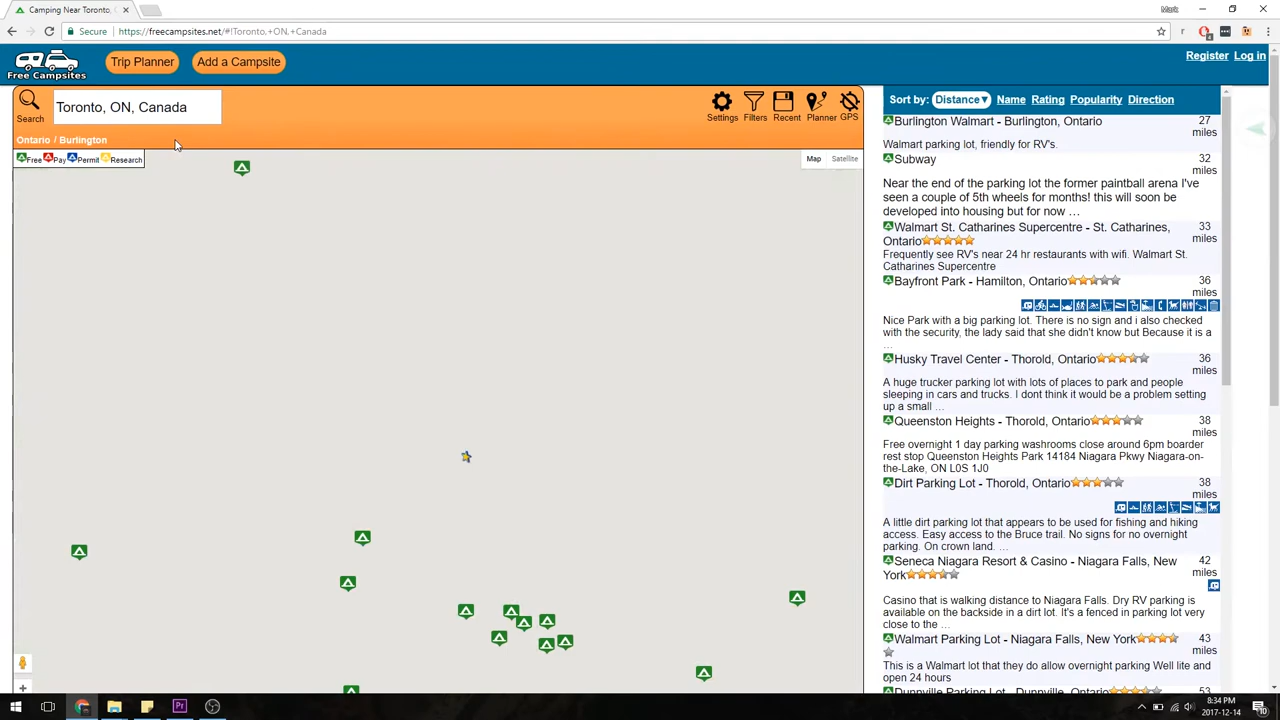 Camping Near Toronto,
Mark
Secure
https://freecampsites.net/#!Toronto,+ON,+Canada
Free Campsites
Trip Planner
Add a Campsite
Register
Log in
Search
Toronto, ON, Canada
Settings
Filters
Recent
Planner
GPS
Ontario / Burlington
Free
Pay
Permit
Research
Map
Satellite
Sort by:
Distance▼
Name
Rating
Popularity
Direction
Burlington Walmart - Burlington, Ontario
27 miles
Walmart parking lot, friendly for RV's.
Subway
32 miles
Near the end of the parking lot the former paintball arena I've
seen a couple of 5th wheels for months! this will soon be
developed into housing but for now …
Walmart St. Catharines Supercentre - St. Catharines,
Ontario
33 miles
Frequently see RV's near 24 hr restaurants with wifi. Walmart St.
Catharines Supercentre
Bayfront Park - Hamilton, Ontario
36 miles
Nice Park with a big parking lot. There is no sign and i also checked
with the security, the lady said that she didn't know but Because it is a
…
Husky Travel Center - Thorold, Ontario
36 miles
A huge trucker parking lot with lots of places to park and people
sleeping in cars and trucks. I dont think it would be a problem setting
up a small …
Queenston Heights - Thorold, Ontario
38 miles
Free overnight 1 day parking washrooms close around 6pm boarder
rest stop Queenston Heights Park 14184 Niagara Pkwy Niagara-on-
the-Lake, ON L0S 1J0
Dirt Parking Lot - Thorold, Ontario
38 miles
A little dirt parking lot that appears to be used for fishing and hiking
access. Easy access to the Bruce trail. No signs for no overnight
parking. On crown land. …
Seneca Niagara Resort & Casino - Niagara Falls, New
York
42 miles
Casino that is walking distance to Niagara Falls. Dry RV parking is
available on the backside in a dirt lot. It's a fenced in parking lot very
close to the …
Walmart Parking Lot - Niagara Falls, New York
43 miles
This is a Walmart lot that they do allow overnight parking Well lite and
open 24 hours
Dunnville Parking Lot - Dunnville, Ontario
53
Pr
8:34 PM
2017-12-14